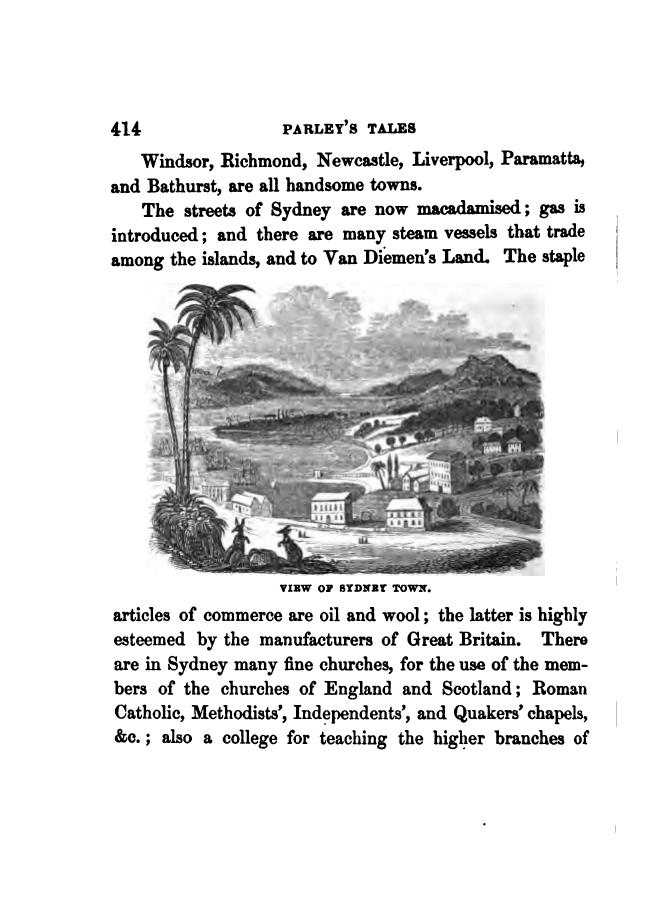 414 PARLEY'S TALES
Windsor, Richmond, Newcastle, Liverpool, Paramatta,
and Bathurst, are all handsome towns.
The streets of Sydney are now macadamised; gas is
introduced; and there are many steam vessels that trade
among the islands, and to Van Diemen's Land. The staple
VIEW OF SYDNEY TOWN.
articles of commerce are oil and wool; the latter is highly
esteemed by the manufacturers of Great Britain. There
are in Sydney many fine churches, for the use of the mem-
bers of the churches of England and Scotland; Roman
Catholic, Methodists', Independents', and Quakers' chapels,
&c.; also a college for teaching the higher branches of